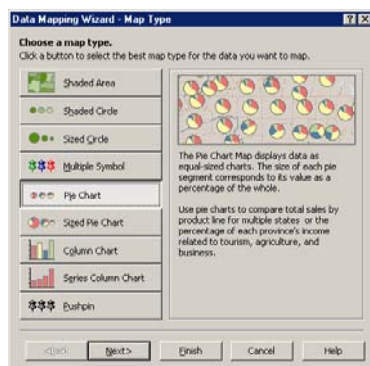 Data Mapping Wizard - Map Type
Choose a map type.
Click a button to select the best map type for the data you want to map.
Shaded Area
Shaded Circle
Sized Circle
Multiple Symbol
Pie Chart
Sized Pie Chart
Column Chart
Series Column Chart
Pushpin
The Pie Chart Map displays data as
equal-sized charts. The size of each pie
segment corresponds to its value as a
percentage of the whole.
Use pie charts to compare total sales by
product line for multiple states or the
percentage of each province's income
related to tourism, agriculture, and
business.
<Back
Next>
Finish
Cancel
Help